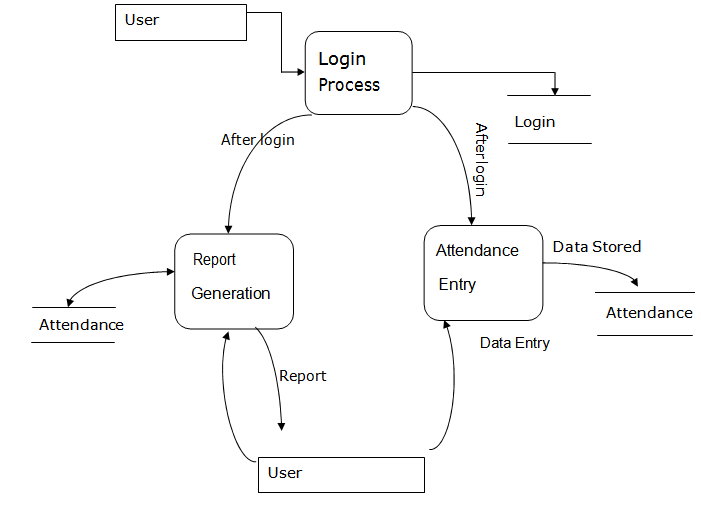 User
Login
Process
Login
After login
After login
Report
Generation
Attendance
Entry
Data Stored
Attendance
Attendance
Data Entry
Report
User